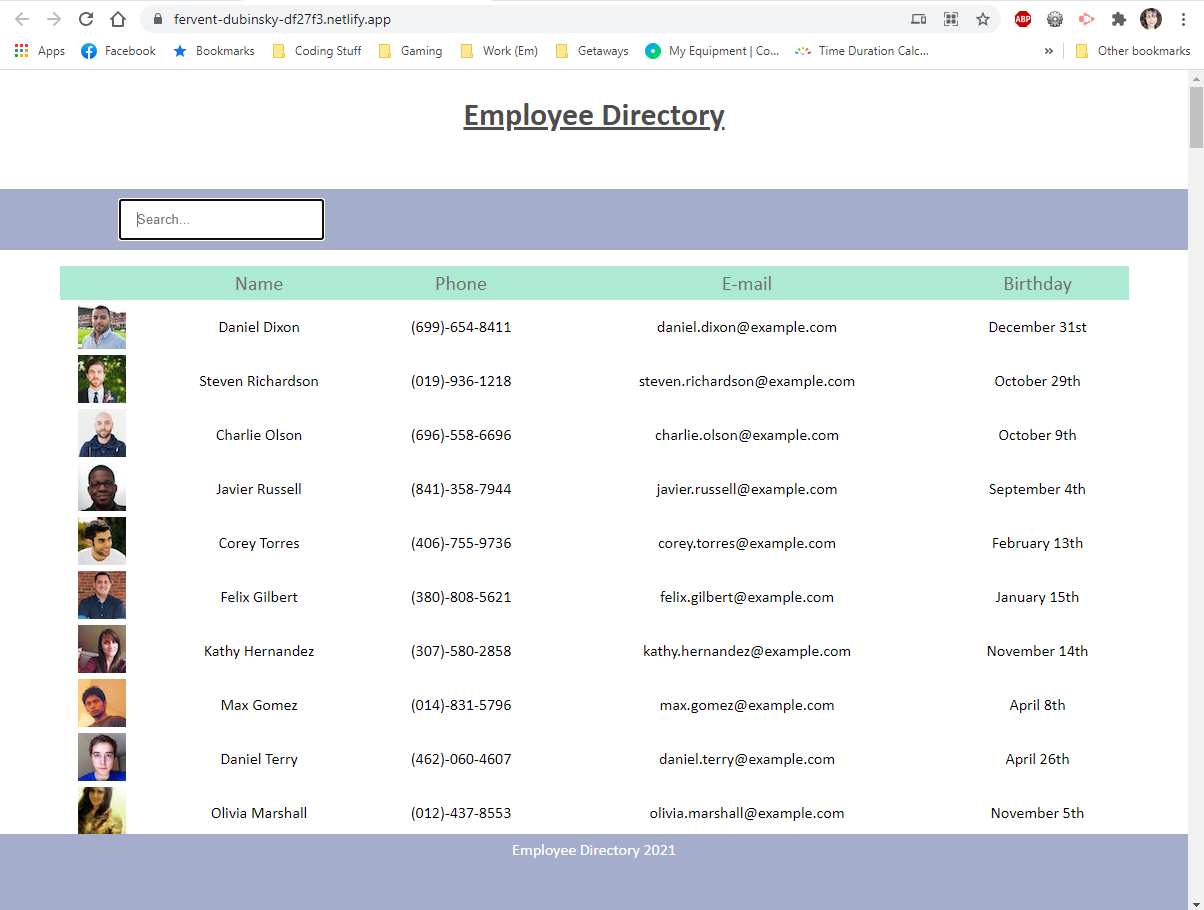 fervent-dubinsky-df27f3.netlify.app
ABP
Apps Facebook Bookmarks Coding Stuff Gaming Work (Em) Getaways My Equipment | Co... Time Duration Calc... » Other bookmarks
Employee Directory
Search...
Name Phone E-mail Birthday
Daniel Dixon (699)-654-8411 daniel.dixon@example.com December 31st
Steven Richardson (019)-936-1218 steven.richardson@example.com October 29th
Charlie Olson (696)-558-6696 charlie.olson@example.com October 9th
Javier Russell (841)-358-7944 javier.russell@example.com September 4th
Corey Torres (406)-755-9736 corey.torres@example.com February 13th
Felix Gilbert (380)-808-5621 felix.gilbert@example.com January 15th
Kathy Hernandez (307)-580-2858 kathy.hernandez@example.com November 14th
Max Gomez (014)-831-5796 max.gomez@example.com April 8th
Daniel Terry (462)-060-4607 daniel.terry@example.com April 26th
Olivia Marshall (012)-437-8553 olivia.marshall@example.com November 5th
Employee Directory 2021